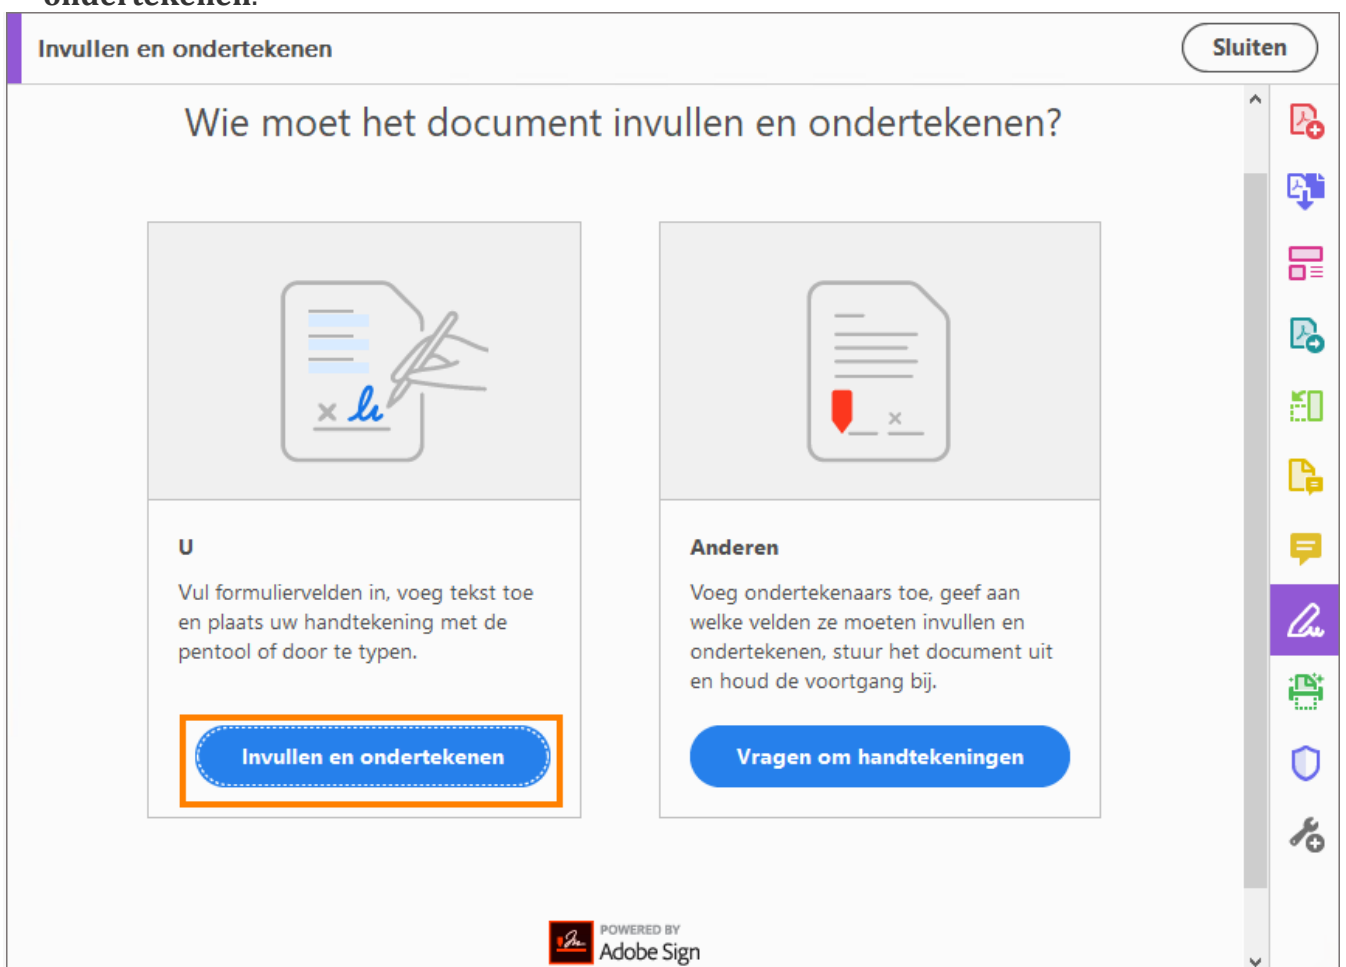 ondertekenen.
Invullen en ondertekenen
Sluiten
Wie moet het document invullen en ondertekenen?
U
Vul formuliervelden in, voeg tekst toe
en plaats uw handtekening met de
pentool of door te typen.
Invullen en ondertekenen
Anderen
Voeg ondertekenaars toe, geef aan
welke velden ze moeten invullen en
ondertekenen, stuur het document uit
en houd de voortgang bij.
Vragen om handtekeningen
POWERED BY
Adobe Sign